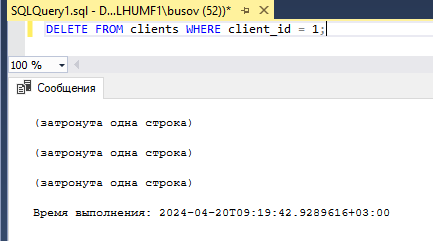 SQLQuery1.sql - D...LHUMF1\busov (52))*
DELETE FROM clients WHERE client_id = 1;
100 %
Сообщения
(затронута одна строка)
(затронута одна строка)
(затронута одна строка)
Время выполнения: 2024-04-20T09:19:42.9289616+03:00